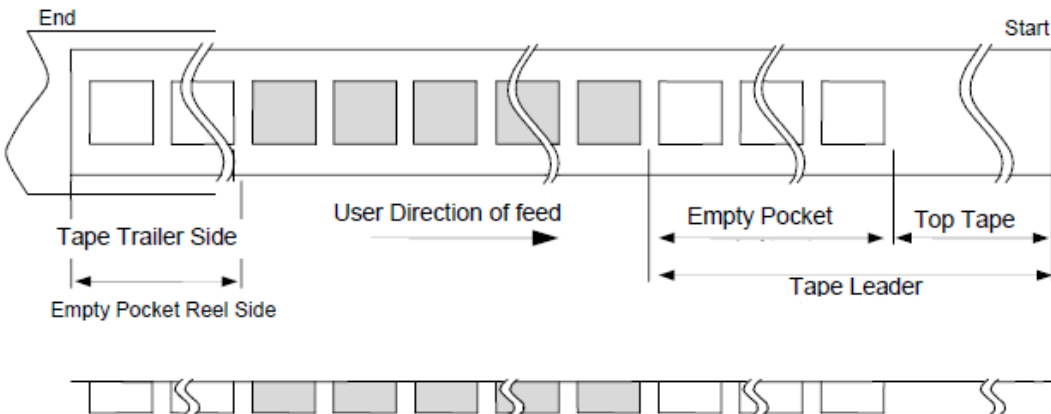 End
Start
User Direction of feed
Empty Pocket
Top Tape
Tape Trailer Side
Tape Leader
Empty Pocket Reel Side